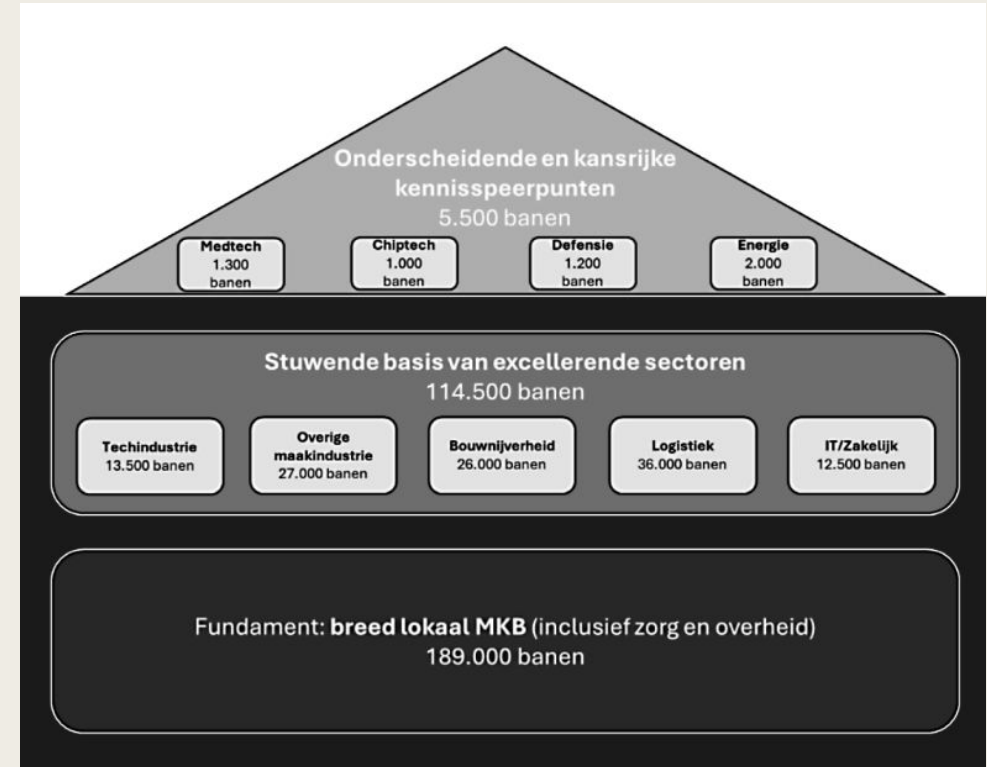 Onderscheidende en kansrijke
kennisspeerpunten
5.500 banen
Medtech
1.300
banen
Chiptech
1.000
banen
Defensie
1.200
banen
Energie
2.000
banen
Stuwende basis van excellerende sectoren
114.500 banen
Techindustrie
13.500 banen
Overige
maakindustrie
27.000 banen
Bouwnijverheid
26.000 banen
Logistiek
36.000 banen
IT/Zakelijk
12.500 banen
Fundament: breed lokaal MKB (inclusief zorg en overheid)
189.000 banen